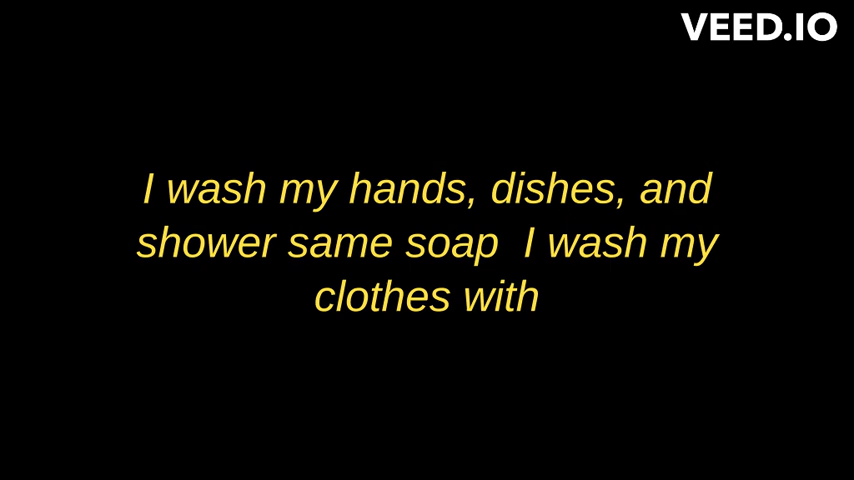 VEED.IO
I wash my hands, dishes, and
shower same soap  I wash my
clothes with